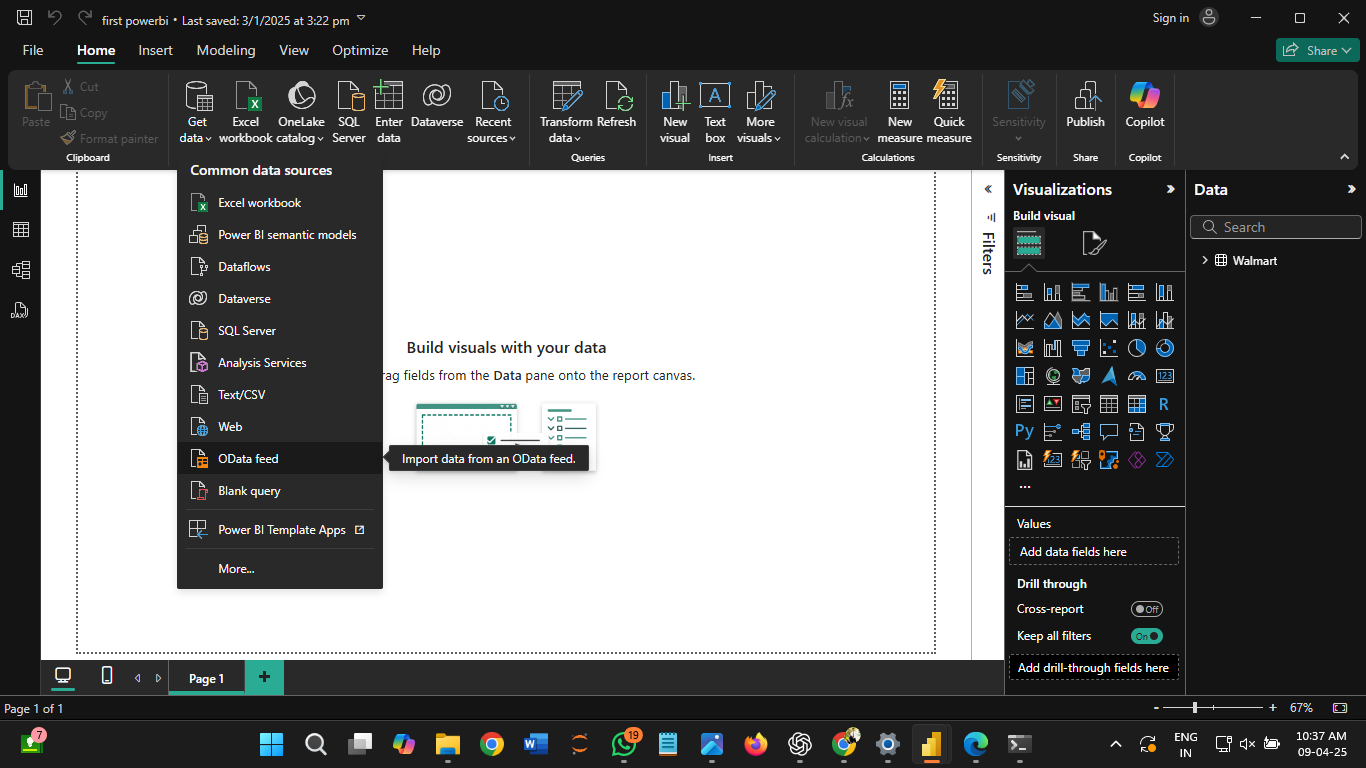 first powerbi • Last saved: 3/1/2025 at 3:22 pm
Sign in
File Home Insert Modeling View Optimize Help
Share
Paste
Cut
Copy
Format painter
Clipboard
Get data
Excel workbook
OneLake catalog
SQL Server
Enter data
Dataverse
Recent sources
Transform data
Refresh
Queries
New visual
Text box
More visuals
Insert
New visual calculation
New measure
Quick measure
Calculations
Sensitivity
Sensitivity
Publish
Share
Copilot
Copilot
Common data sources
Excel workbook
Power BI semantic models
Dataflows
Dataverse
SQL Server
Analysis Services
Text/CSV
Web
OData feed
Import data from an OData feed.
Blank query
Power BI Template Apps
More...
Build visuals with your data
rag fields from the Data pane onto the report canvas.
Filters
Visualizations
Build visual
123
R
Py
123
...
Values
Add data fields here
Drill through
Cross-report
Off
Keep all filters
On
Add drill-through fields here
Data
Search
Walmart
DAX
Page 1
+
Page 1 of 1
- + 67%
7
19
ENG
IN
10:37 AM
09-04-25